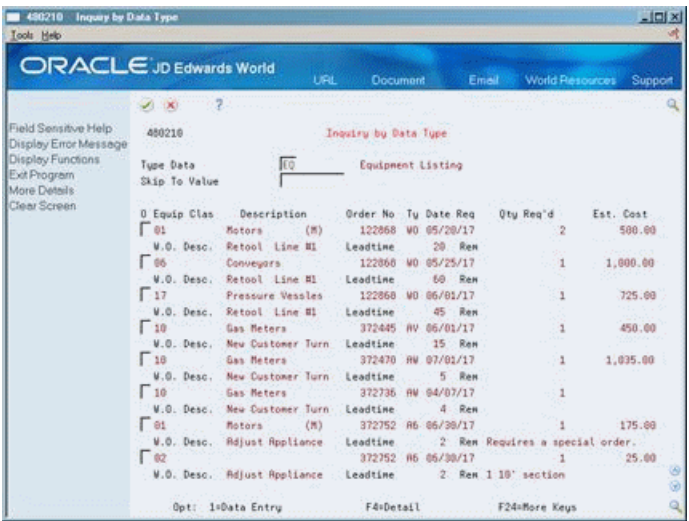 480210 Inquiry by Data Type
Tools Help
ORACLE JD Edwards World
URL Document Email World Resources Support
?
Field Sensitive Help
Display Error Message
Display Functions
Exit Program
More Details
Clear Screen
480210 Inquiry by Data Type
Type Data EQ Equipment Listing
Skip To Value
O Equip Clas Description Order No Ty Date Req Qty Req'd Est. Cost
01 Motors (M) 122868 WO 05/20/17 2 500.00
W.O. Desc. Retool Line #1 Leadtime 20 Rem
06 Conveyors 122868 WO 05/25/17 1 1,000.00
W.O. Desc. Retool Line #1 Leadtime 60 Rem
17 Pressure Vessles 122868 WO 06/01/17 1 725.00
W.O. Desc. Retool Line #1 Leadtime 45 Rem
10 Gas Meters 372445 AV 06/01/17 1 450.00
W.O. Desc. New Customer Turn Leadtime 15 Rem
10 Gas Meters 372470 AW 07/01/17 1 1,035.00
W.O. Desc. New Customer Turn Leadtime 5 Rem
10 Gas Meters 372736 AW 04/07/17 1
W.O. Desc. New Customer Turn Leadtime 4 Rem
01 Motors (M) 372752 A6 06/30/17 1 175.00
W.O. Desc. Adjust Appliance Leadtime 2 Rem Requires a special order.
02 372752 A6 06/30/17 1 25.00
W.O. Desc. Adjust Appliance Leadtime 2 Rem 1 10' section
Opt: 1=Data Entry F4=Detail F24=More Keys